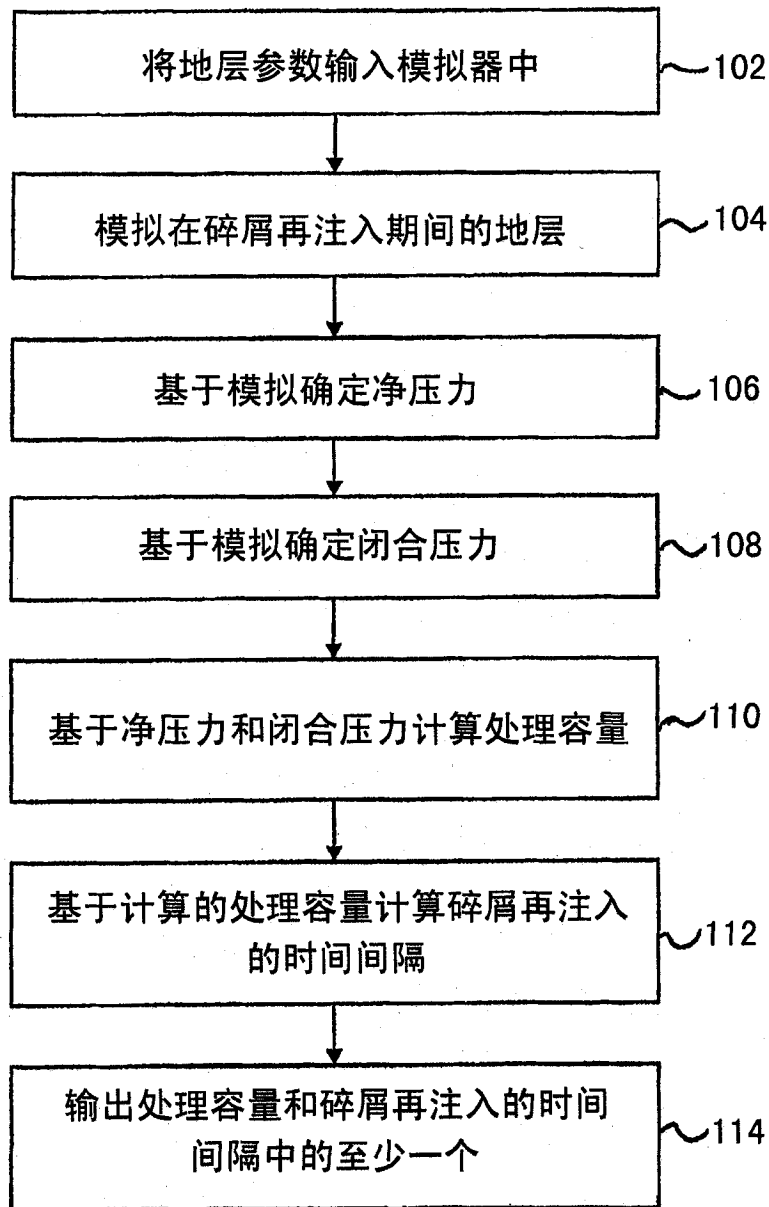 将地层参数输入模拟器中
102
模拟在碎屑再注入期间的地层
104
基于模拟确定净压力
106
基于模拟确定闭合压力
108
基于净压力和闭合压力计算处理容量
110
基于计算的处理容量计算碎屑再注入
的时间间隔
112
输出处理容量和碎屑再注入的时间
间隔中的至少一个
114